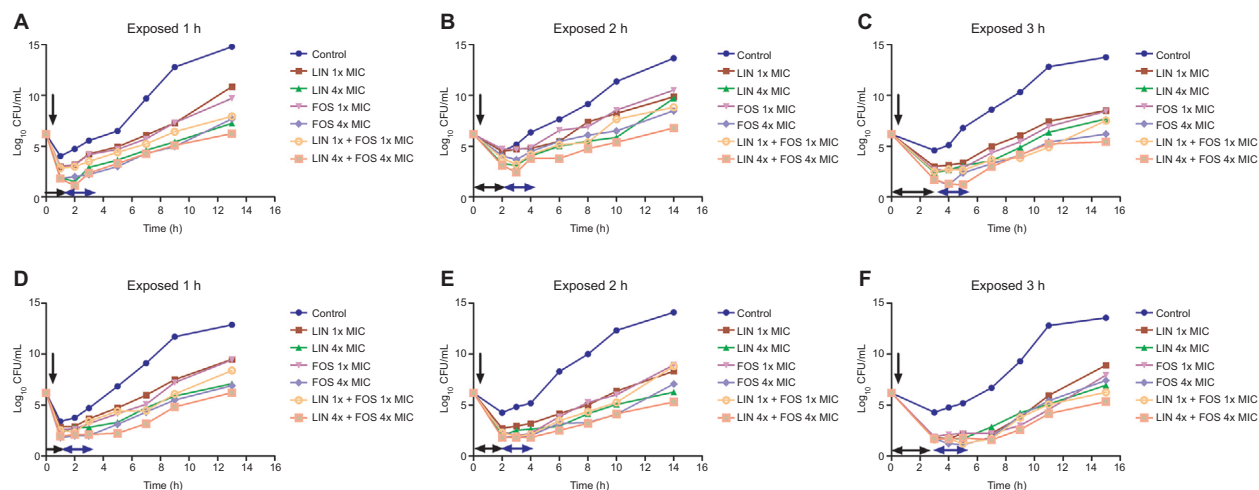 A
Exposed 1 h
15
10
5
0
Log10 CFU/mL
0 2 4 6 8 10 12 14 16
Time (h)
Control
LIN 1x MIC
LIN 4x MIC
FOS 1x MIC
FOS 4x MIC
LIN 1x + FOS 1x MIC
LIN 4x + FOS 4x MIC
B
Exposed 2 h
15
10
5
0
Log10 CFU/mL
0 2 4 6 8 10 12 14 16
Time (h)
Control
LIN 1x MIC
LIN 4x MIC
FOS 1x MIC
FOS 4x MIC
LIN 1x + FOS 1x MIC
LIN 4x + FOS 4x MIC
C
Exposed 3 h
15
10
5
0
Log10 CFU/mL
0 2 4 6 8 10 12 14 16
Time (h)
Control
LIN 1x MIC
LIN 4x MIC
FOS 1x MIC
FOS 4x MIC
LIN 1x + FOS 1x MIC
LIN 4x + FOS 4x MIC
D
Exposed 1 h
15
10
5
0
Log10 CFU/mL
0 2 4 6 8 10 12 14 16
Time (h)
Control
LIN 1x MIC
LIN 4x MIC
FOS 1x MIC
FOS 4x MIC
LIN 1x + FOS 1x MIC
LIN 4x + FOS 4x MIC
E
Exposed 2 h
15
10
5
0
Log10 CFU/mL
0 2 4 6 8 10 12 14 16
Time (h)
Control
LIN 1x MIC
LIN 4x MIC
FOS 1x MIC
FOS 4x MIC
LIN 1x + FOS 1x MIC
LIN 4x + FOS 4x MIC
F
Exposed 3 h
15
10
5
0
Log10 CFU/mL
0 2 4 6 8 10 12 14 16
Time (h)
Control
LIN 1x MIC
LIN 4x MIC
FOS 1x MIC
FOS 4x MIC
LIN 1x + FOS 1x MIC
LIN 4x + FOS 4x MIC